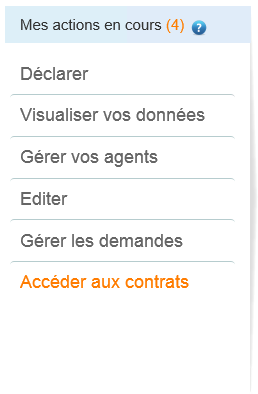 Mes actions en cours (4) ?
Déclarer
Visualiser vos données
Gérer vos agents
Editer
Gérer les demandes
Accéder aux contrats